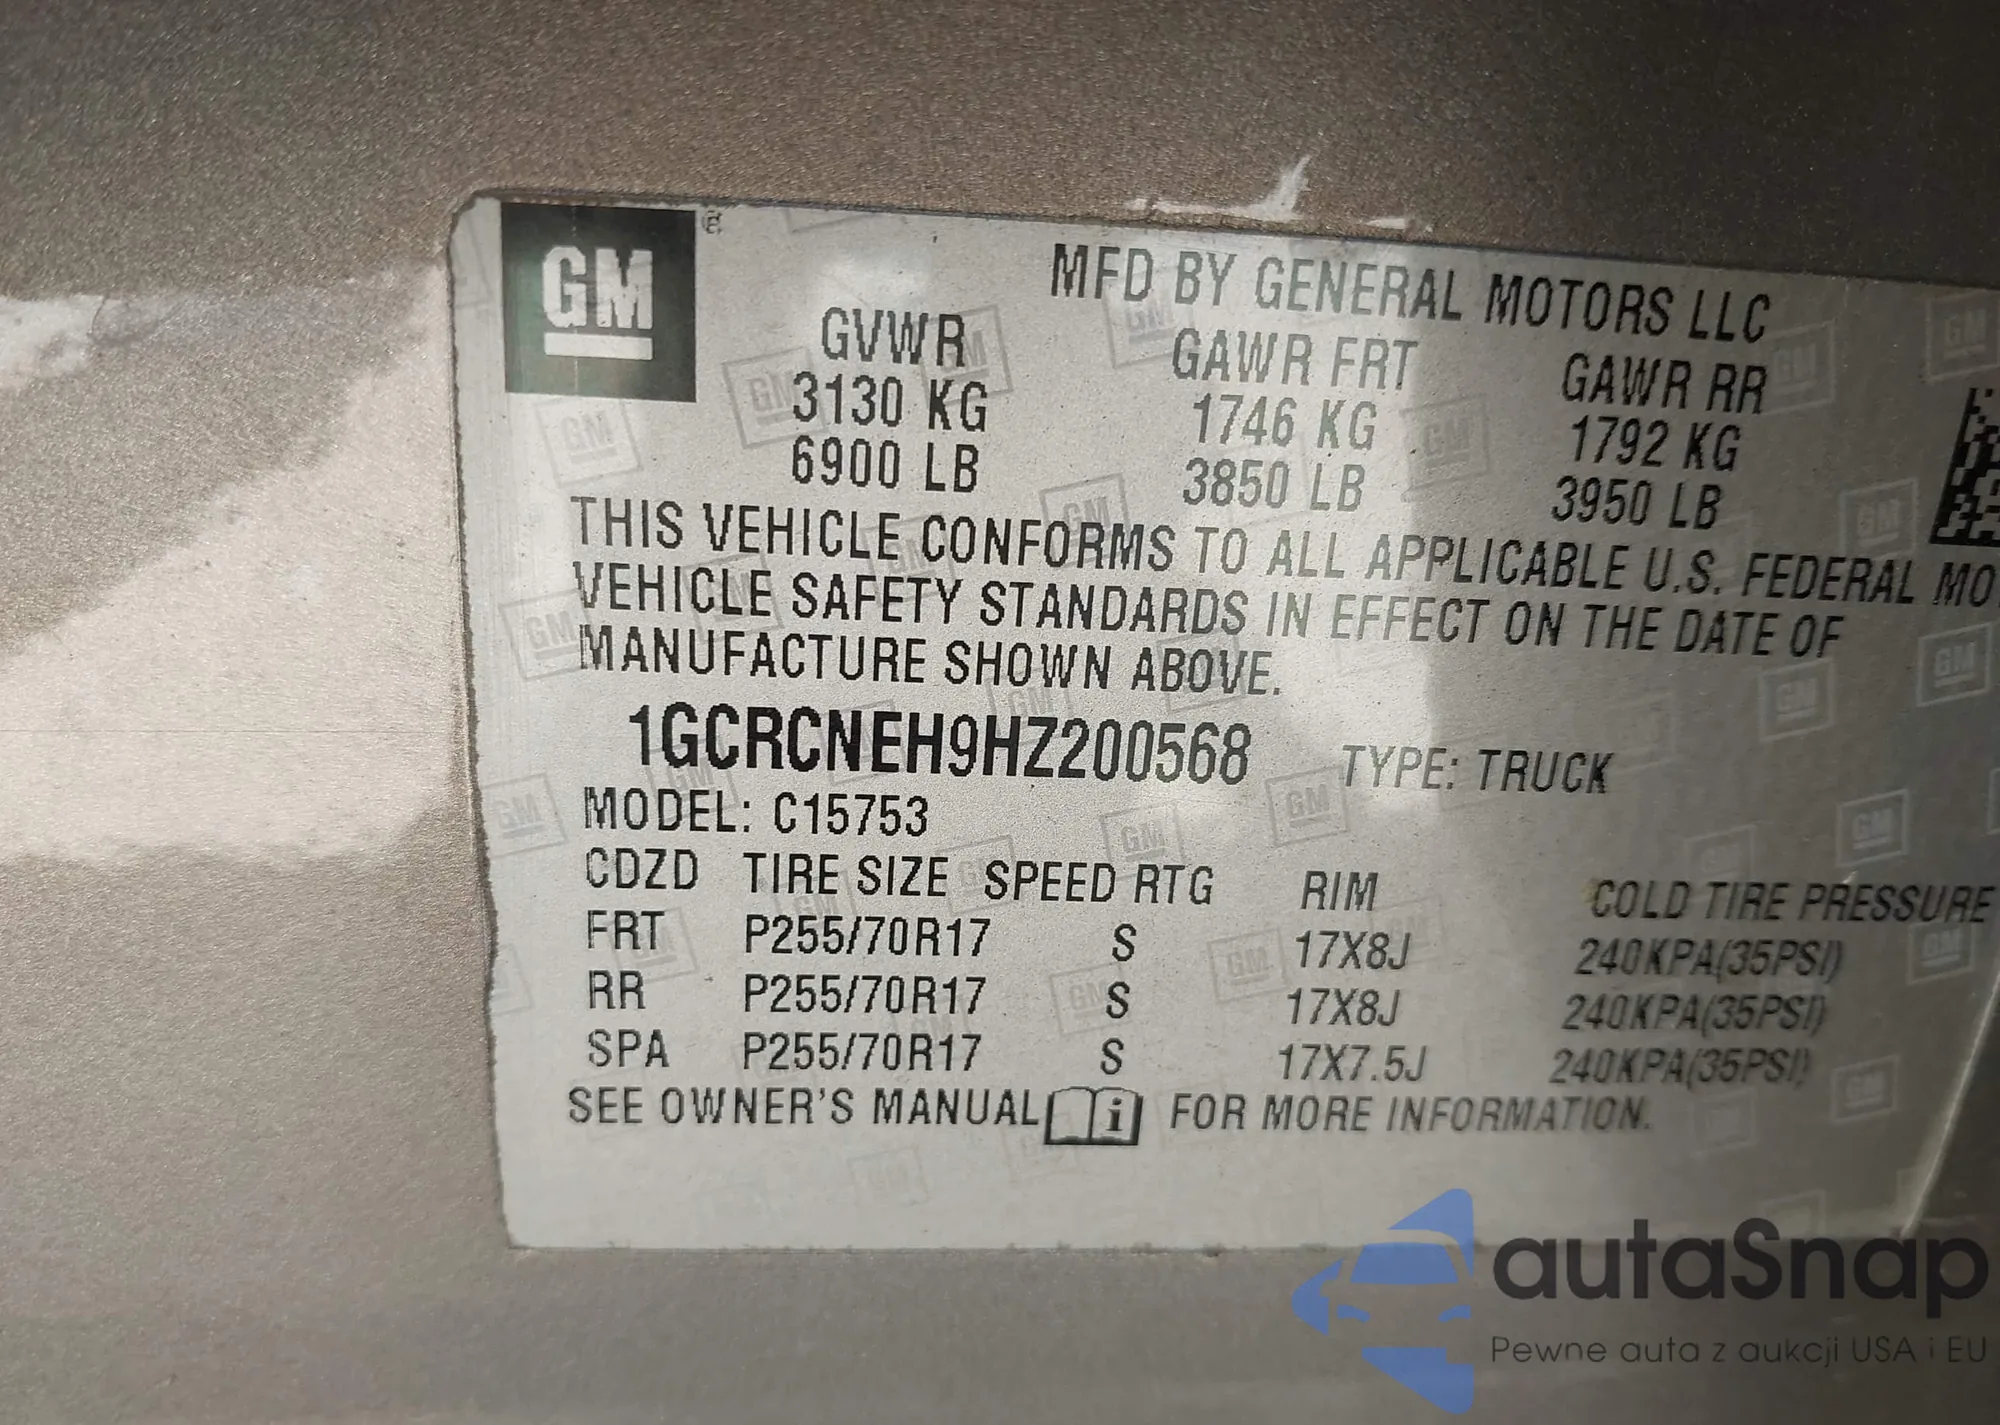 GM ®
MFD BY GENERAL MOTORS LLC
GVWR GAWR FRT GAWR RR
3130 KG 1746 KG 1792 KG
6900 LB 3850 LB 3950 LB
THIS VEHICLE CONFORMS TO ALL APPLICABLE U.S. FEDERAL MO
VEHICLE SAFETY STANDARDS IN EFFECT ON THE DATE OF
MANUFACTURE SHOWN ABOVE.
1GCRCNEH9HZ200568 TYPE: TRUCK
MODEL: C15753
CDZD TIRE SIZE SPEED RTG RIM COLD TIRE PRESSURE
FRT P255/70R17 S 17X8J 240KPA(35PSI)
RR P255/70R17 S 17X8J 240KPA(35PSI)
SPA P255/70R17 S 17X7.5J 240KPA(35PSI)
SEE OWNER'S MANUAL i FOR MORE INFORMATION.
autaSnap
Pewne auta z aukcji USA i EU